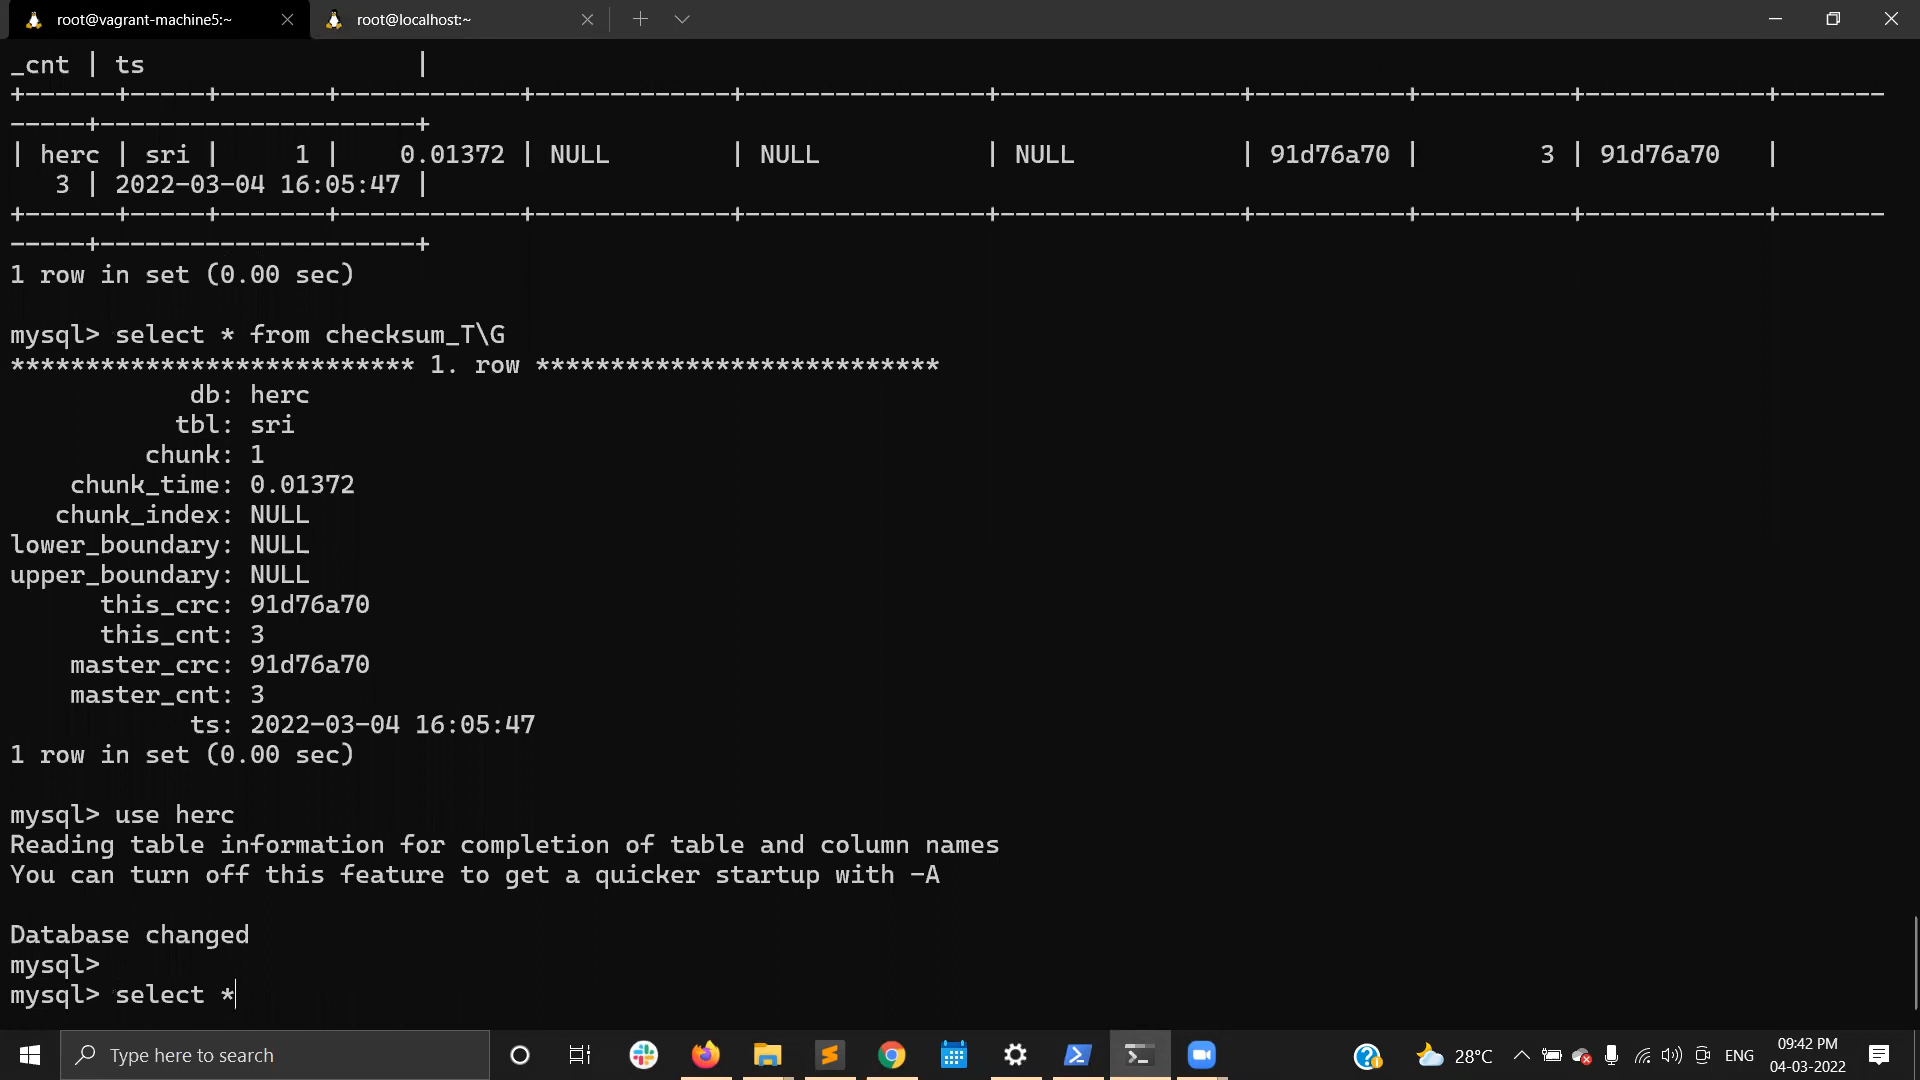 root@vagrant-machine5:~
root@localhost:~
_cnt | ts                  |
+------+-----+-------+------------+-------------+----------------+----------------+----------+----------+------------+-------
-----+---------------------+
| herc | sri |     1 |    0.01372 | NULL        | NULL           | NULL           | 91d76a70 |        3 | 91d76a70   |
   3 | 2022-03-04 16:05:47 |
+------+-----+-------+------------+-------------+----------------+----------------+----------+----------+------------+-------
-----+---------------------+
1 row in set (0.00 sec)
mysql> select * from checksum_T\G
*************************** 1. row ***************************
db: herc
tbl: sri
chunk: 1
chunk_time: 0.01372
chunk_index: NULL
lower_boundary: NULL
upper_boundary: NULL
this_crc: 91d76a70
this_cnt: 3
master_crc: 91d76a70
master_cnt: 3
ts: 2022-03-04 16:05:47
1 row in set (0.00 sec)
mysql> use herc
Reading table information for completion of table and column names
You can turn off this feature to get a quicker startup with -A
Database changed
mysql>
mysql> select *
Type here to search
28°C
ENG
09:42 PM
04-03-2022